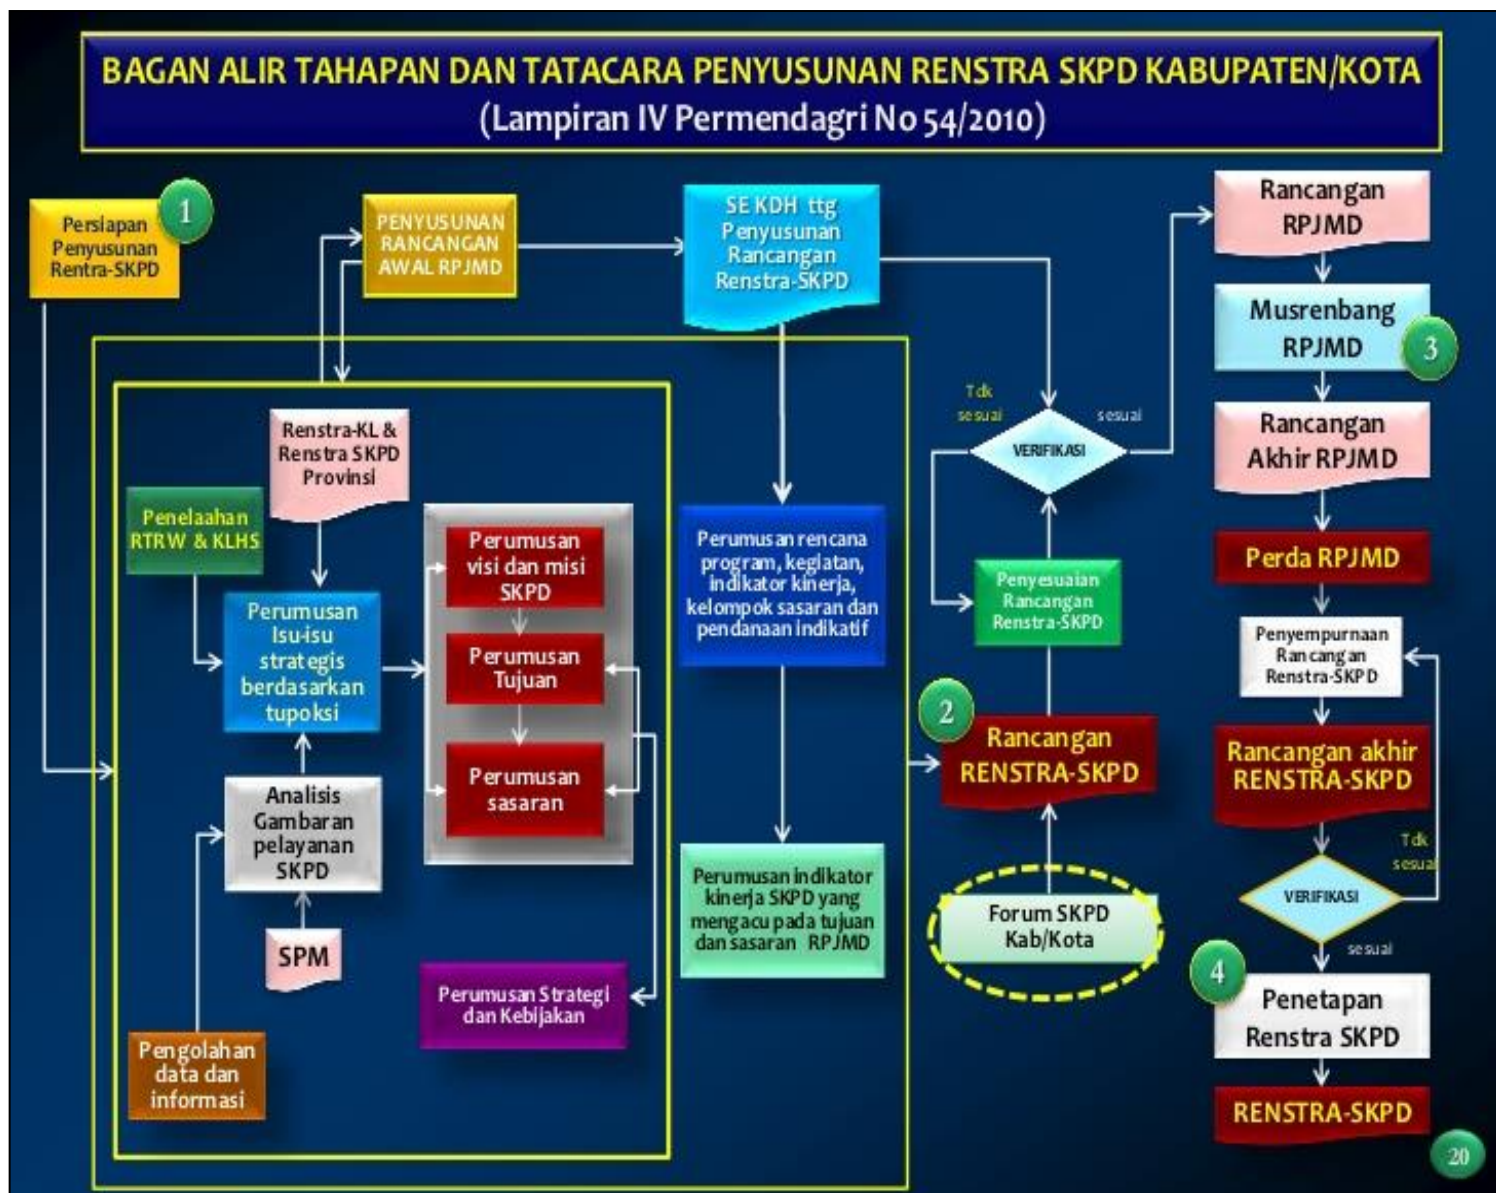 BAGAN ALIR TAHAPAN DAN TATACARA PENYUSUNAN RENSTRA SKPD KABUPATEN/KOTA
(Lampiran IV Permendagri No 54/2010)
1
Persiapan
Penyusunan
Rentra-SKPD
PENYUSUNAN
RANCANGAN
AWAL RPJMD
SE KDH ttg
Penyusunan
Rancangan
Renstra-SKPD
Renstra-KL &
Renstra SKPD
Provinsi
Penelaahan
RTRW & KLHS
Perumusan
Isu-isu
strategis
berdasarkan
tupoksi
Analisis
Gambaran
pelayanan
SKPD
SPM
Pengolahan
data dan
informasi
Perumusan
visi dan misi
SKPD
Perumusan
Tujuan
Perumusan
sasaran
Perumusan Strategi
dan Kebijakan
Perumusan rencana
program, kegiatan,
indikator kinerja,
kelompok sasaran dan
pendanaan indikatif
Perumusan indikator
kinerja SKPD yang
mengacu pada tujuan
dan sasaran RPJMD
Tdk
sesuai
sesuai
VERIFIKASI
Penyesuaian
Rancangan
Renstra-SKPD
2
Rancangan
RENSTRA-SKPD
Forum SKPD
Kab/Kota
Rancangan
RPJMD
Musrenbang
RPJMD
3
Rancangan
Akhir RPJMD
Perda RPJMD
Penyempurnaan
Rancangan
Renstra-SKPD
Rancangan akhir
RENSTRA-SKPD
Tdk
sesuai
VERIFIKASI
sesuai
4
Penetapan
Renstra SKPD
RENSTRA-SKPD
20